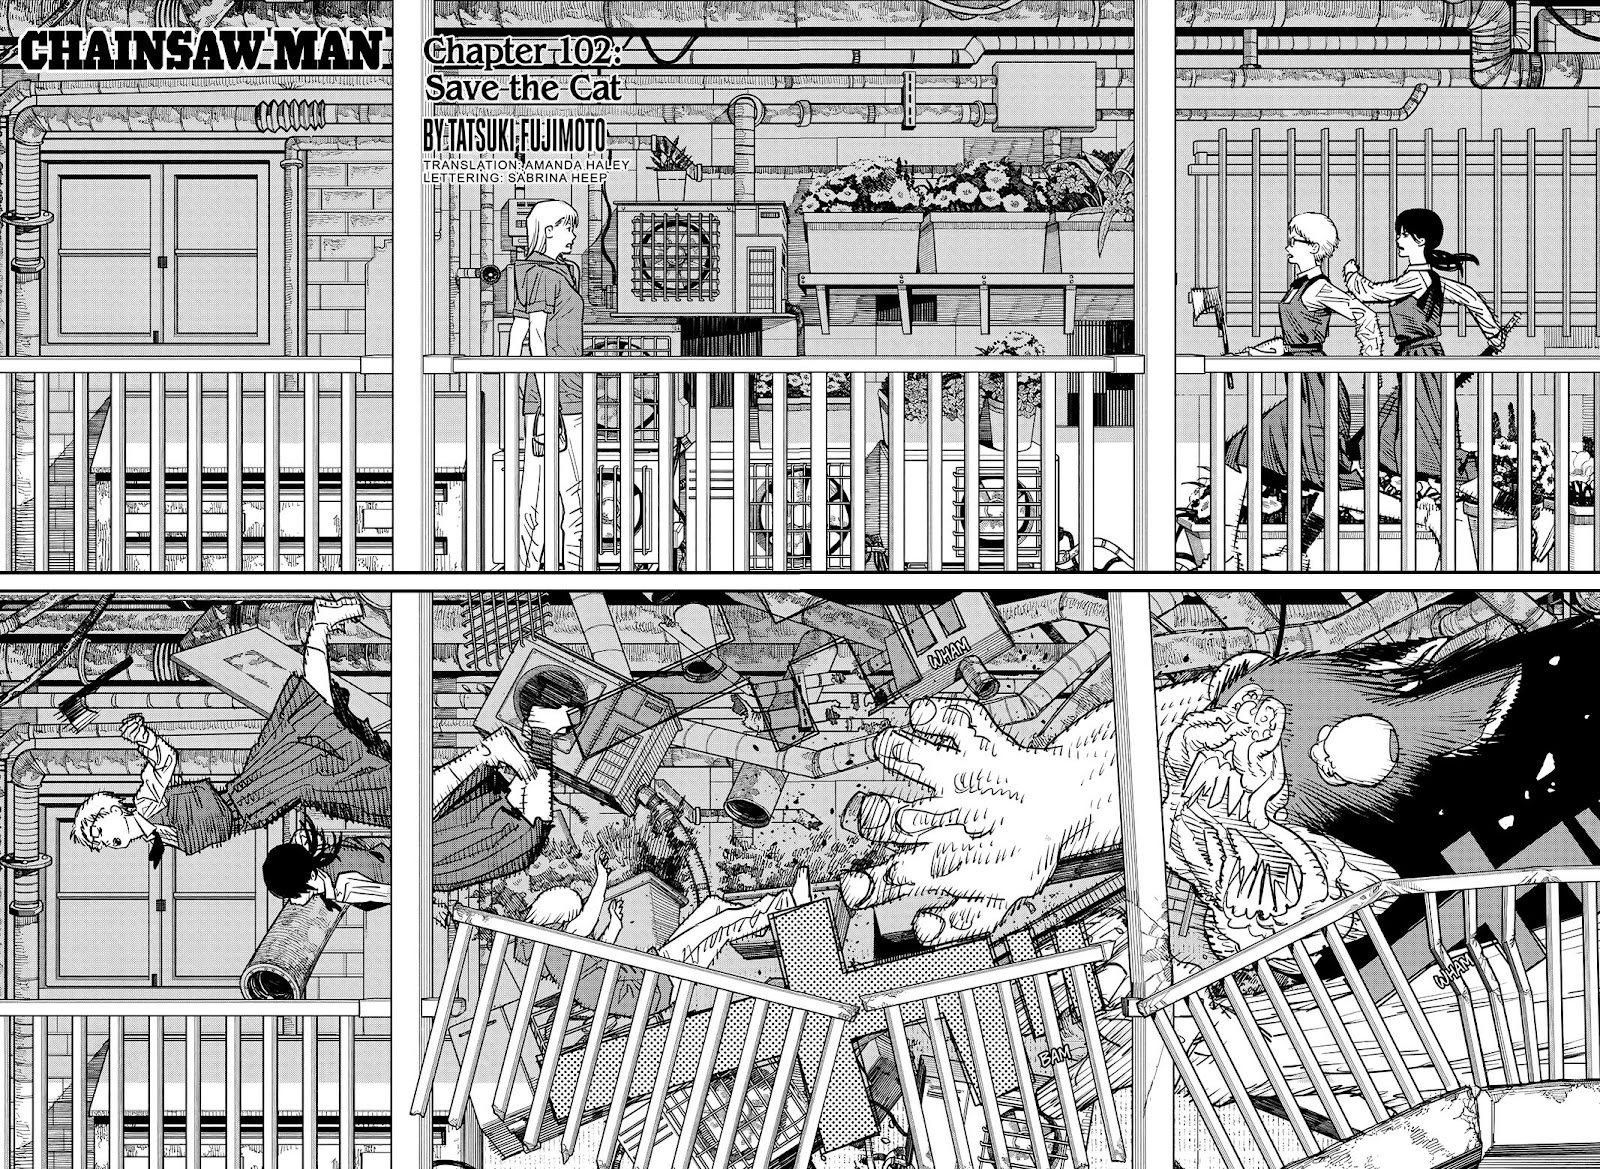 CHAINSAW MAN
Chapter 102:
Save the Cat
BY TATSUKI FUJIMOTO
TRANSLATION: AMANDA HALEY
LETTERING: SABRINA HEEP
WHAM
WHAM
BAM